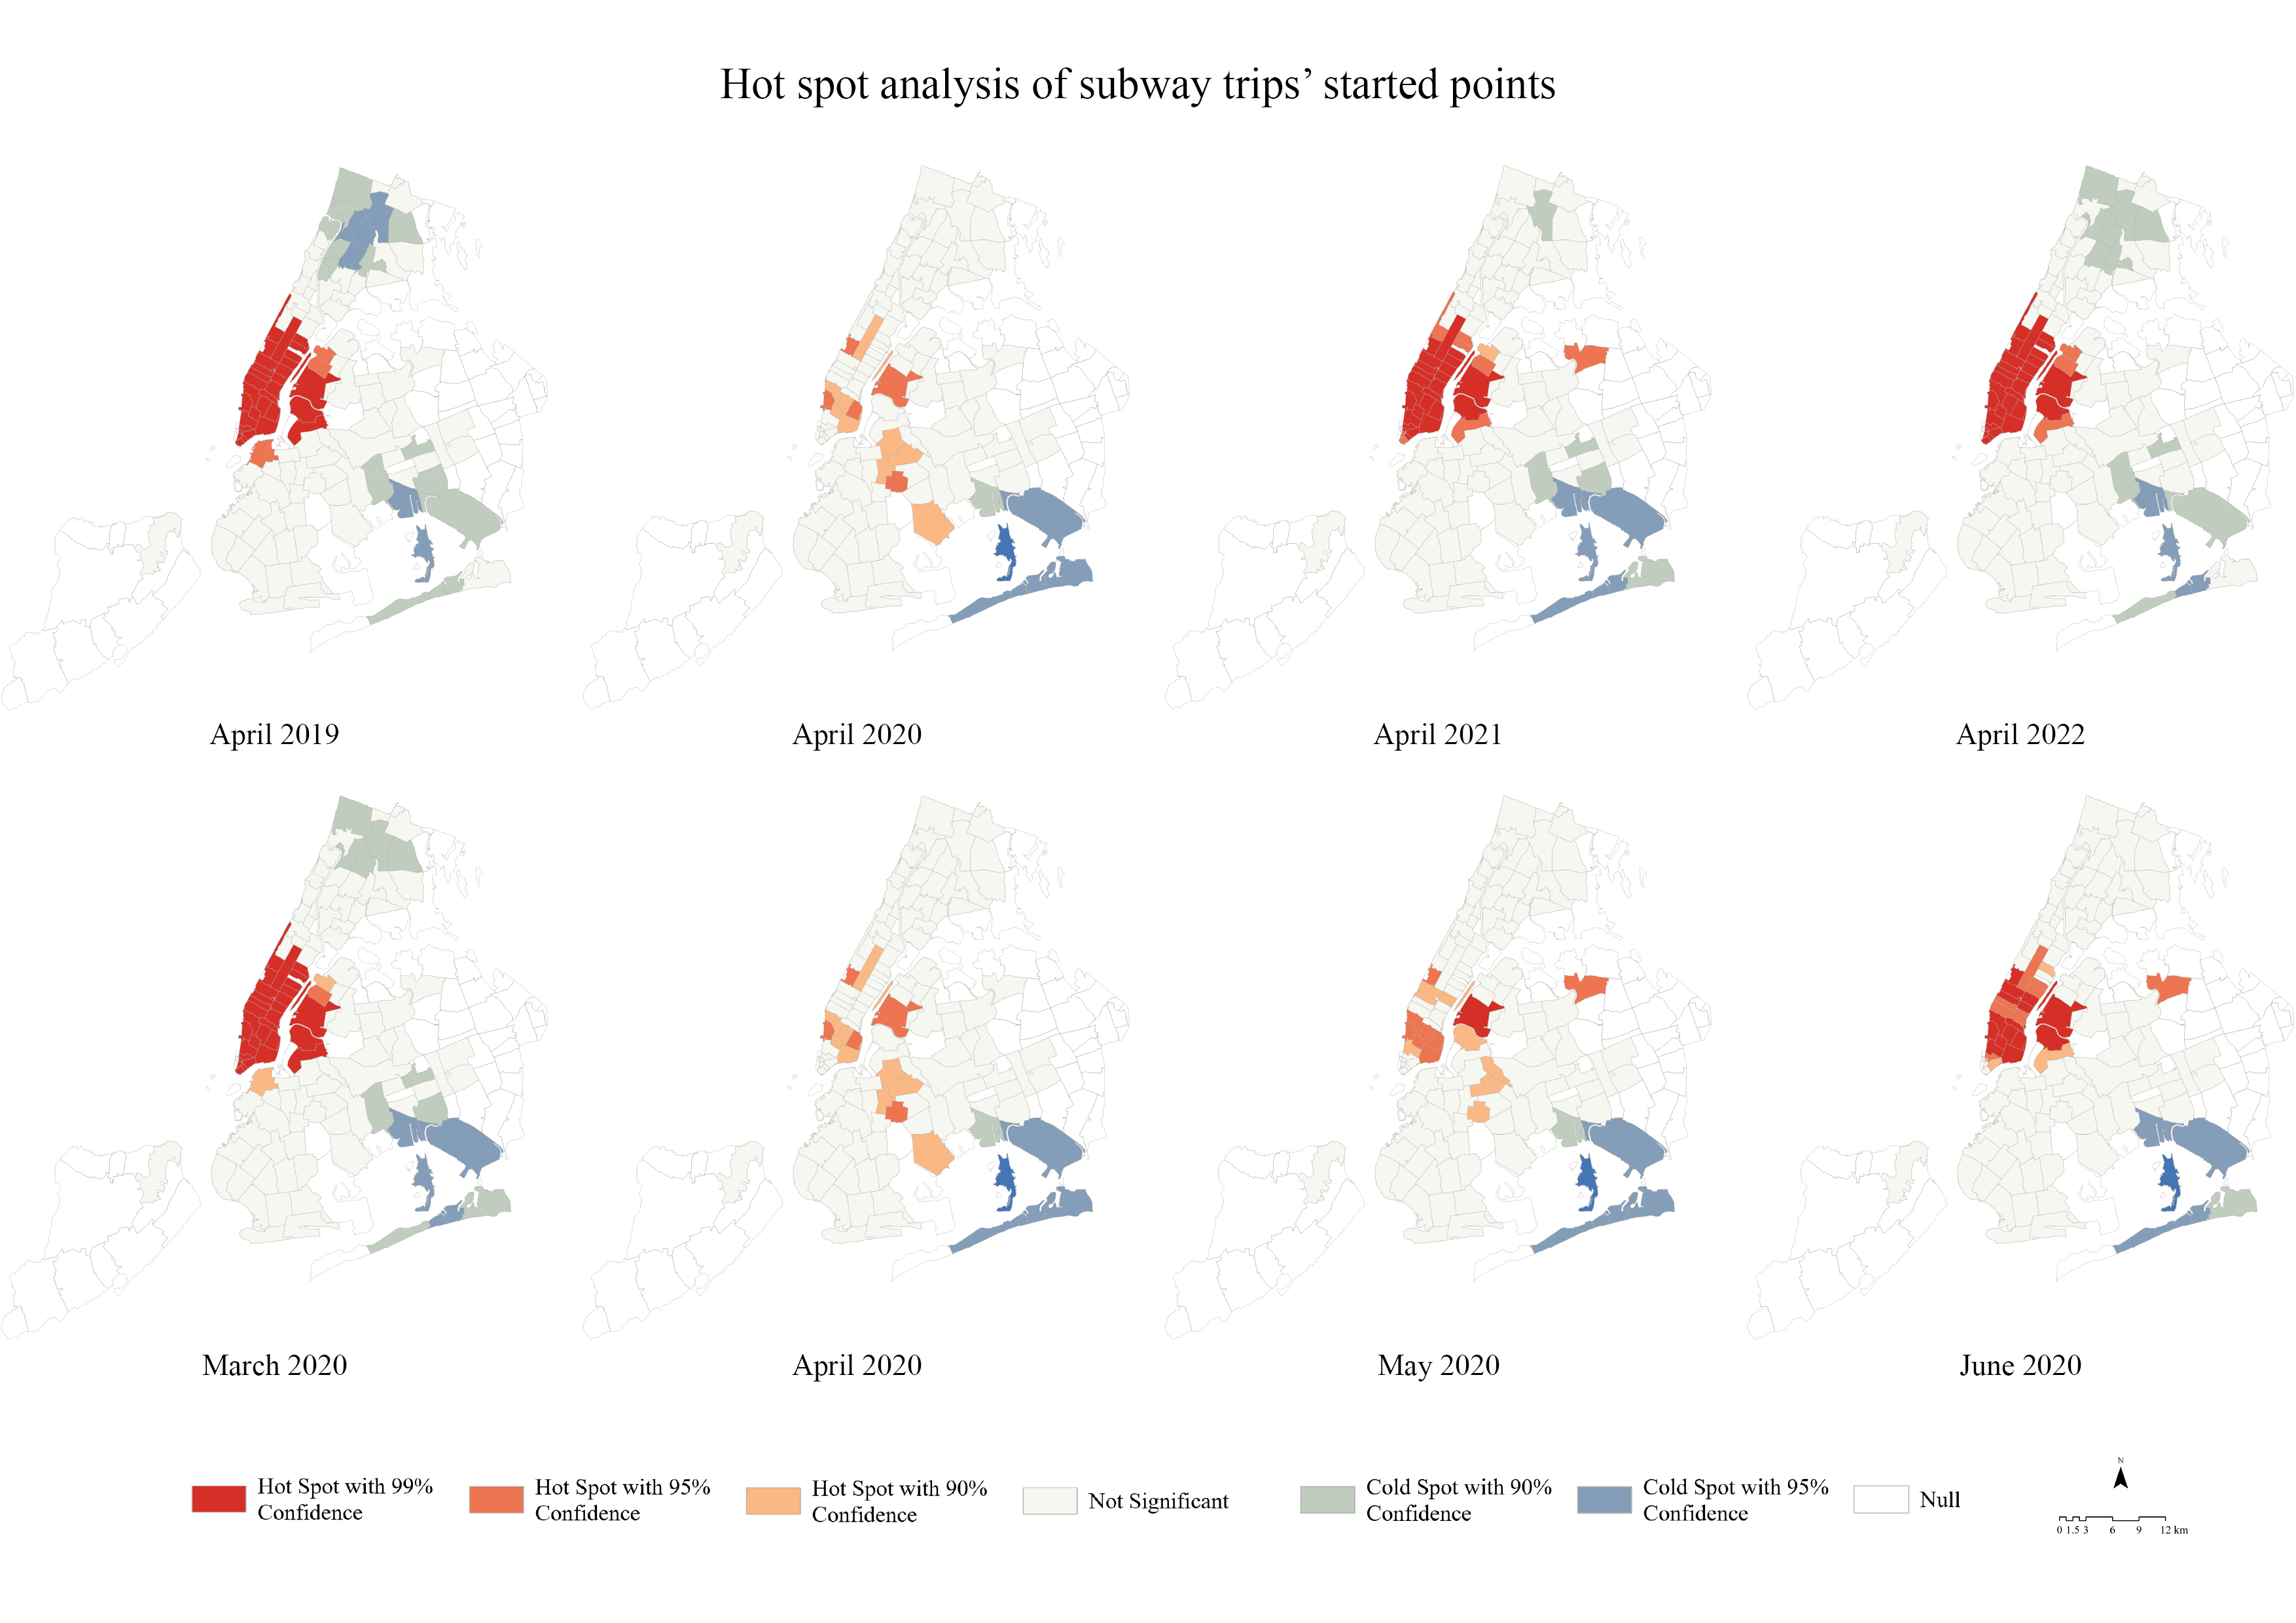 Hot spot analysis of subway trips’ started points
April 2019
April 2020
April 2021
April 2022
March 2020
April 2020
May 2020
June 2020
Hot Spot with 99%
Confidence
Hot Spot with 95%
Confidence
Hot Spot with 90%
Confidence
Not Significant
Cold Spot with 90%
Confidence
Cold Spot with 95%
Confidence
Null
N
0 1.5 3 6 9 12 km